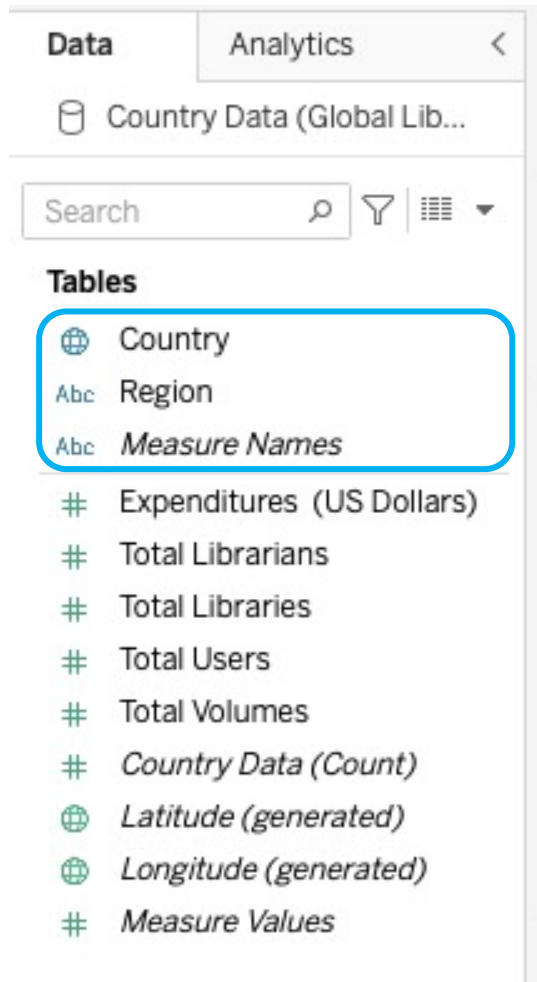 Data Analytics
Country Data (Global Lib...
Search
Tables
Country
Abc Region
Abc Measure Names
Expenditures (US Dollars)
Total Librarians
Total Libraries
Total Users
Total Volumes
Country Data (Count)
Latitude (generated)
Longitude (generated)
Measure Values